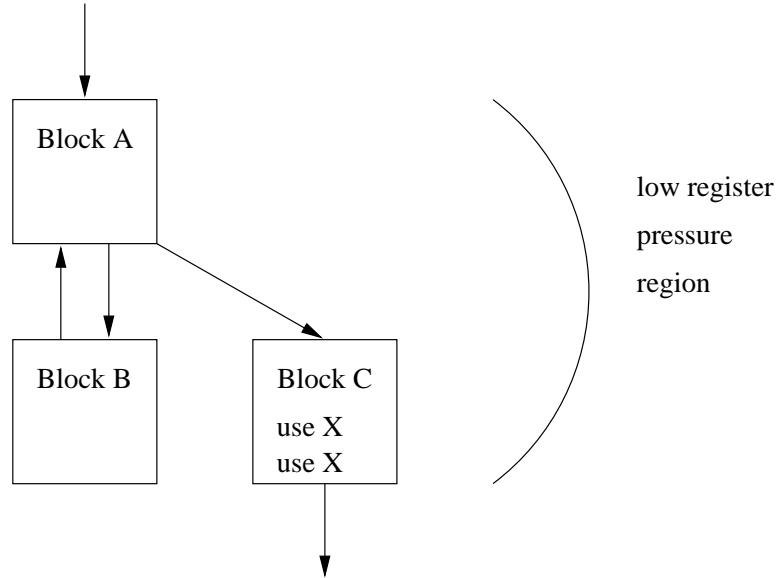 Block A
Block B
Block C
use X
use X
low register
pressure
region